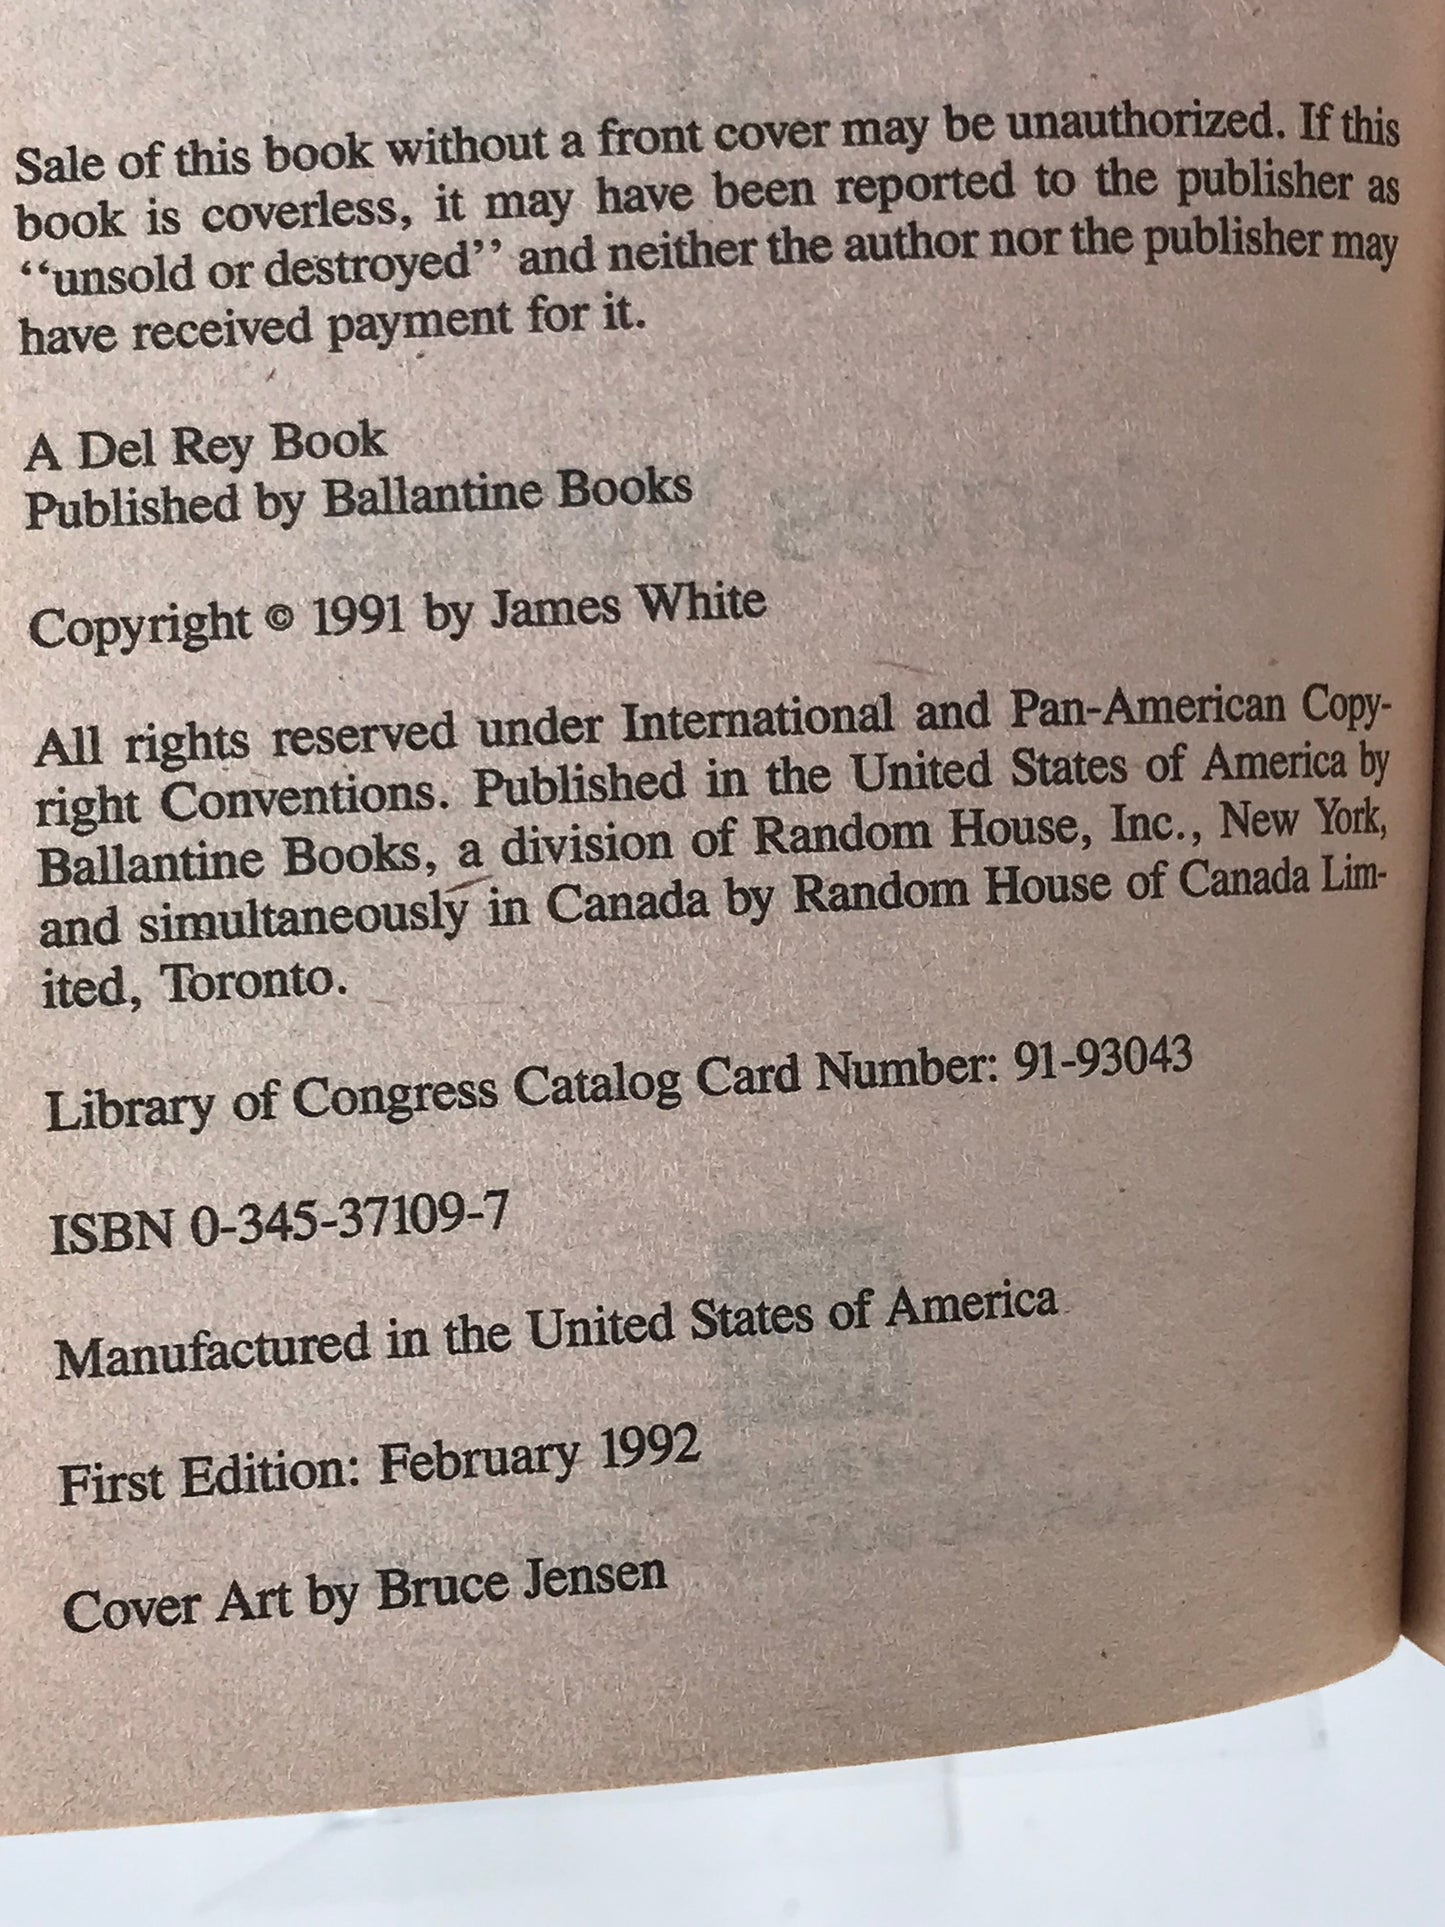 Sale of this book without a front cover may be unauthorized. If this
book is coverless, it may have been reported to the publisher as
‘‘unsold or destroyed’’ and neither the author nor the publisher may
have received payment for it.
A Del Rey Book
Published by Ballantine Books
Copyright © 1991 by James White
All rights reserved under International and Pan-American Copy-
right Conventions. Published in the United States of America by
Ballantine Books, a division of Random House, Inc., New York,
and simultaneously in Canada by Random House of Canada Lim-
ited, Toronto.
Library of Congress Catalog Card Number: 91-93043
ISBN 0-345-37109-7
Manufactured in the United States of America
First Edition: February 1992
Cover Art by Bruce Jensen